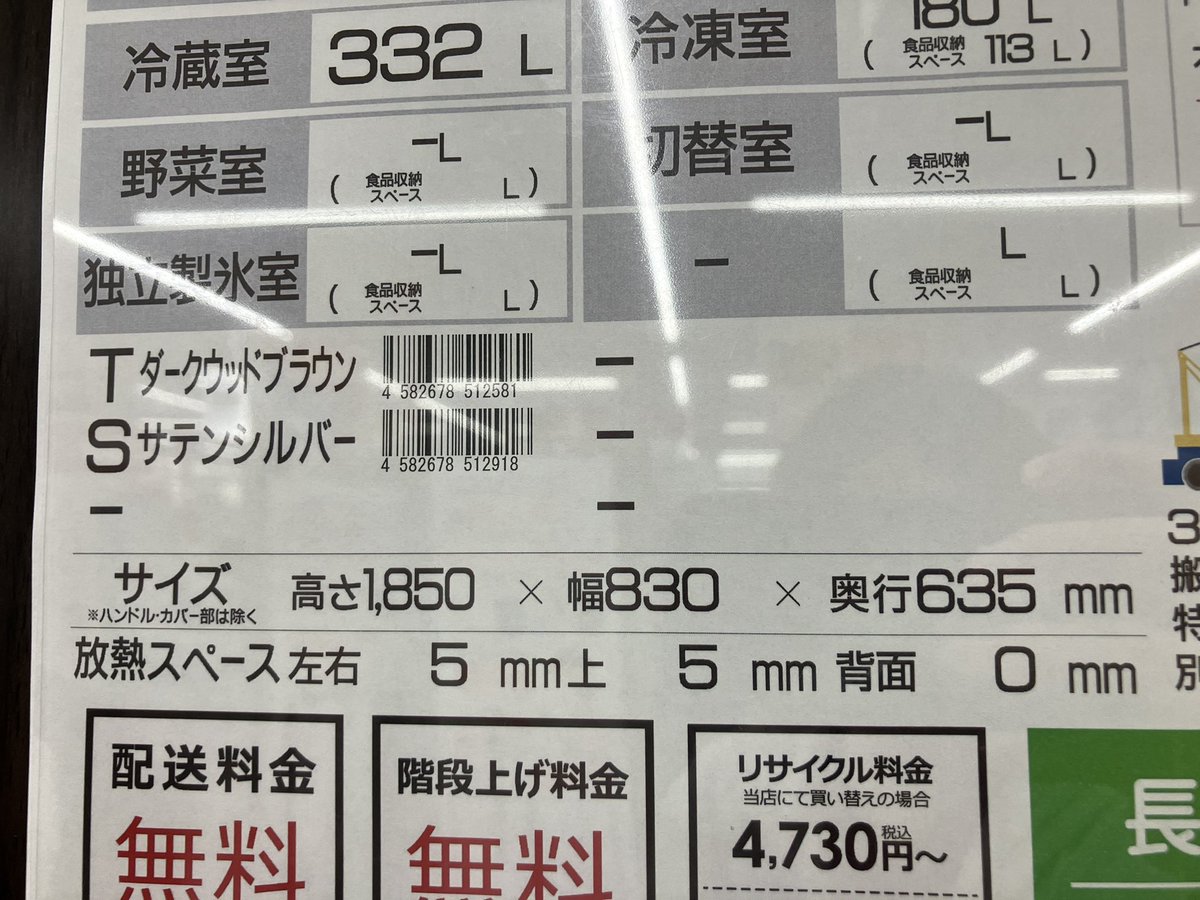 冷蔵室 332 L 冷凍室 180 L
(食品収納スペース 113 L)
野菜室 -L 切替室 -L
(食品収納スペース L) (食品収納スペース L)
独立製氷室 -L - L
(食品収納スペース L) (食品収納スペース L)
T ダークウッドブラウン 4 582678 512581 -
S サテンシルバー 4 582678 512918 -
- -
サイズ 高さ1,850 × 幅830 × 奥行635 mm
※ハンドル・カバー部は除く
放熱スペース 左右 5 mm 上 5 mm 背面 0 mm
配送料金
無料
階段上げ料金
無料
リサイクル料金
当店にて買い替えの場合
4,730円税込〜
3
搬
特
別
長